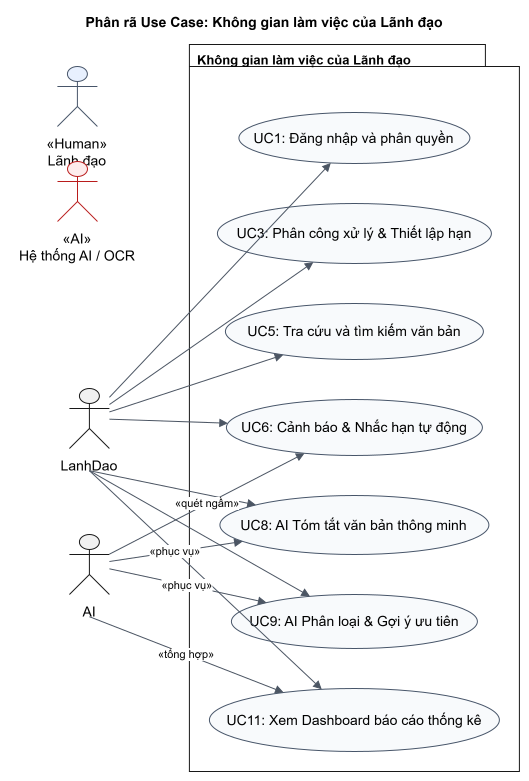 Phân rã Use Case: Không gian làm việc của Lãnh đạo
Không gian làm việc của Lãnh đạo
«Human»
Lãnh đạo
«AI»
Hệ thống AI / OCR
UC1: Đăng nhập và phân quyền
UC3: Phân công xử lý & Thiết lập hạn
UC5: Tra cứu và tìm kiếm văn bản
UC6: Cảnh báo & Nhắc hạn tự động
LanhDao
«quét ngầm»
UC8: AI Tóm tắt văn bản thông minh
«phục vụ»
«phục vụ»
AI
UC9: AI Phân loại & Gợi ý ưu tiên
«tổng hợp»
UC11: Xem Dashboard báo cáo thống kê